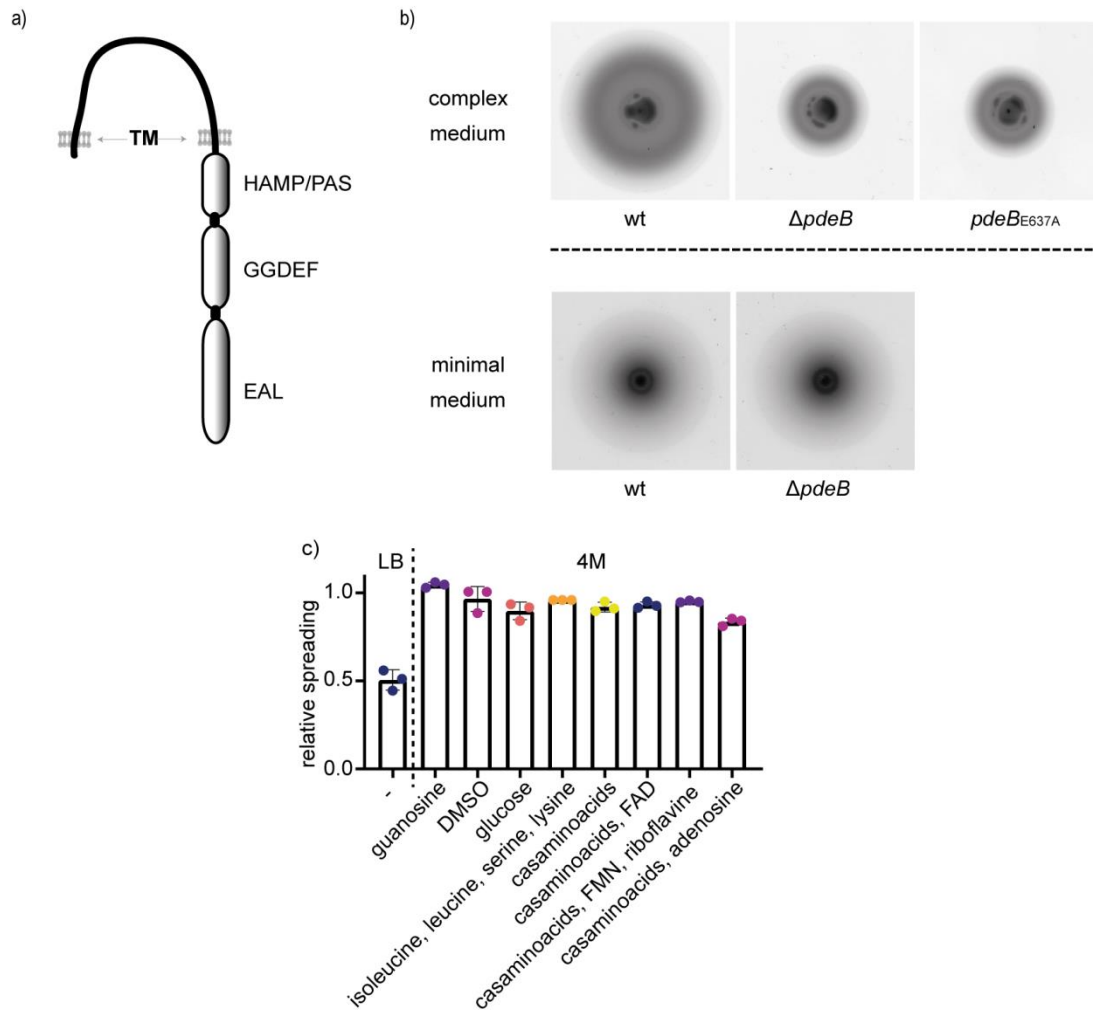 a)
TM
HAMP/PAS
GGDEF
EAL
b)
complex
medium
wt
ΔpdeB
pdeBE637A
minimal
medium
wt
ΔpdeB
c)
LB
4M
relative spreading
1.0
0.5
0.0
-
guanosine
DMSO
glucose
isoleucine, leucine, serine, lysine
casaminoacids
casaminoacids, FAD
casaminoacids, FMN, riboflavine
casaminoacids, adenosine